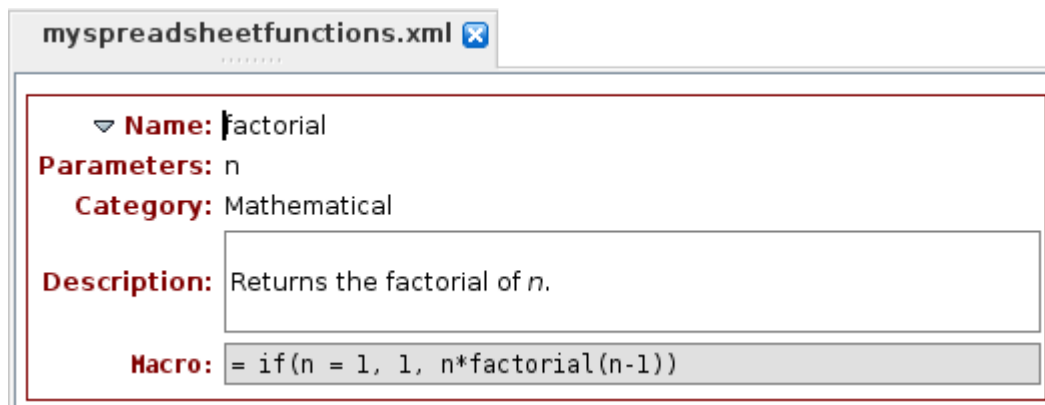 myspreadsheetfunctions.xml
Name: factorial
Parameters: n
Category: Mathematical
Description: Returns the factorial of n.
Macro: = if(n = 1, 1, n*factorial(n-1))